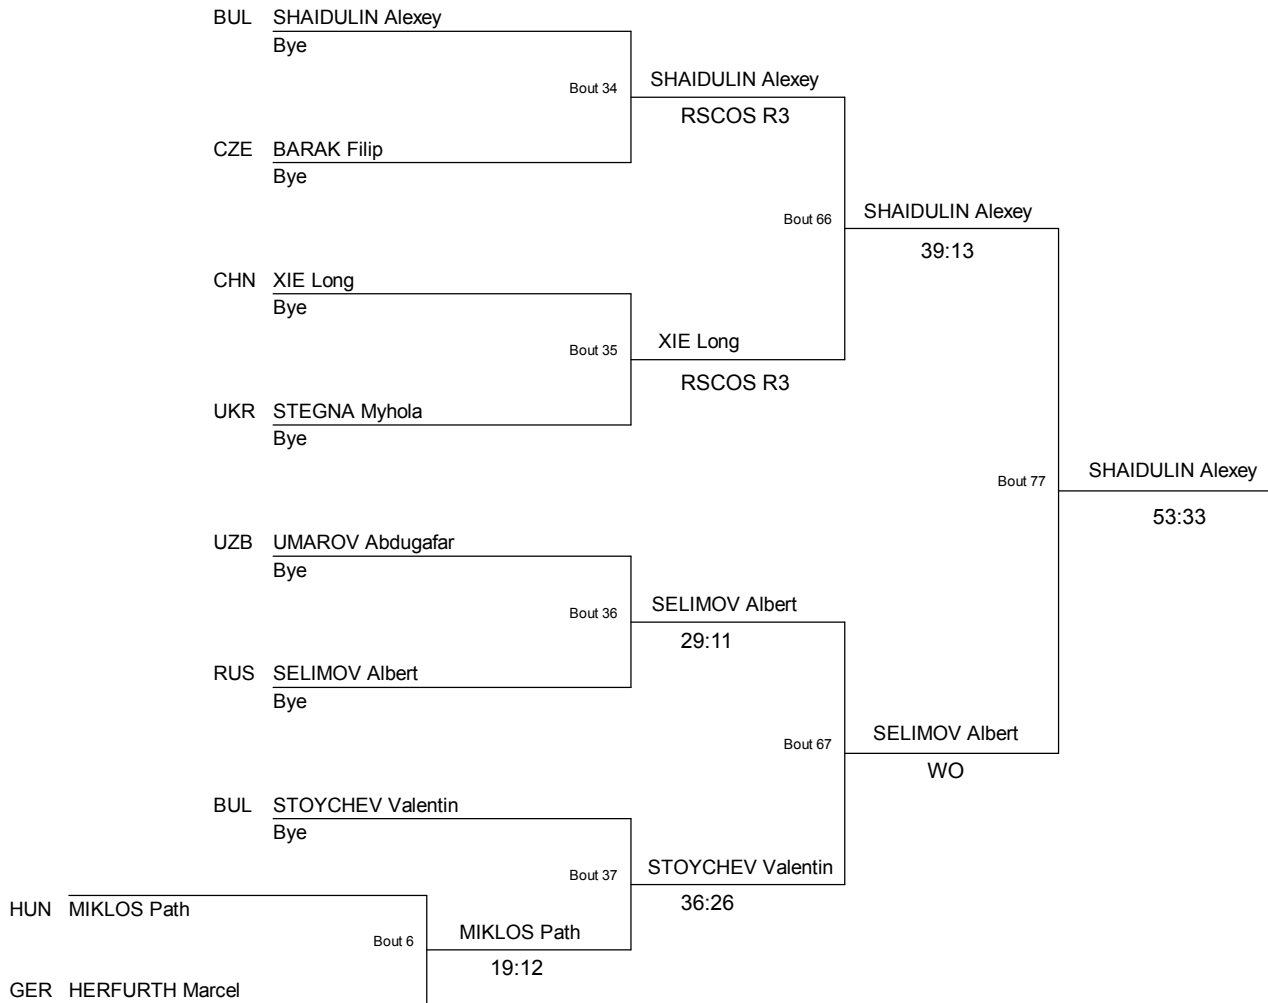 BUL SHAIDULIN Alexey
Bye
Bout 34
SHAIDULIN Alexey
RSCOS R3
CZE BARAK Filip
Bye
Bout 66
SHAIDULIN Alexey
39:13
CHN XIE Long
Bye
Bout 35
XIE Long
RSCOS R3
UKR STEGNA Myhola
Bye
Bout 77
SHAIDULIN Alexey
53:33
UZB UMAROV Abdugafar
Bye
Bout 36
SELIMOV Albert
29:11
RUS SELIMOV Albert
Bye
Bout 67
SELIMOV Albert
WO
BUL STOYCHEV Valentin
Bye
Bout 37
STOYCHEV Valentin
36:26
HUN MIKLOS Path
Bout 6
MIKLOS Path
19:12
GER HERFURTH Marcel